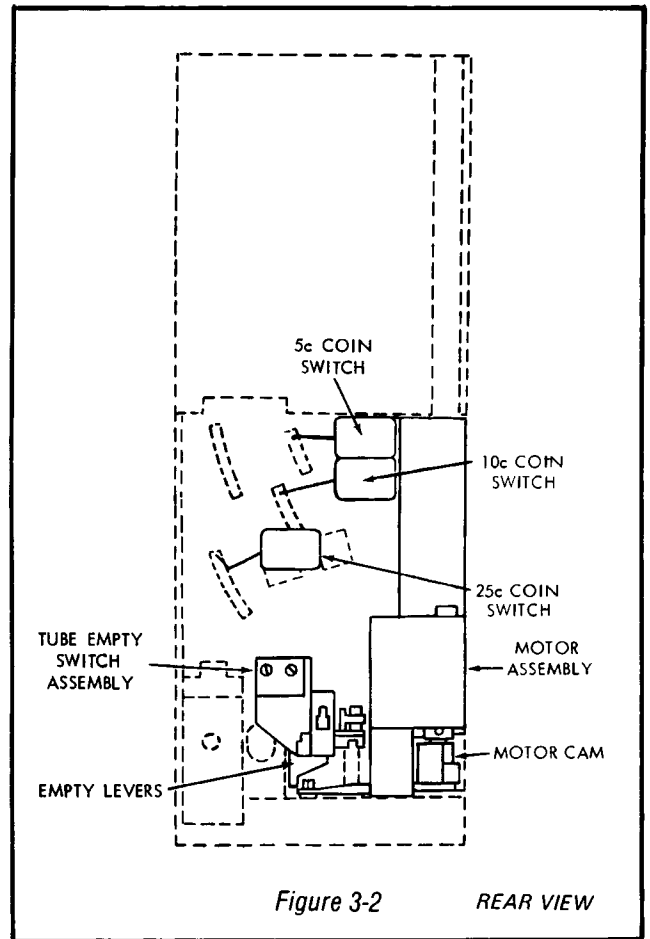 5c COIN
SWITCH
10c COIN
SWITCH
25c COIN
SWITCH
TUBE EMPTY
SWITCH
ASSEMBLY
MOTOR
ASSEMBLY
MOTOR CAM
EMPTY LEVERS
Figure 3-2 REAR VIEW